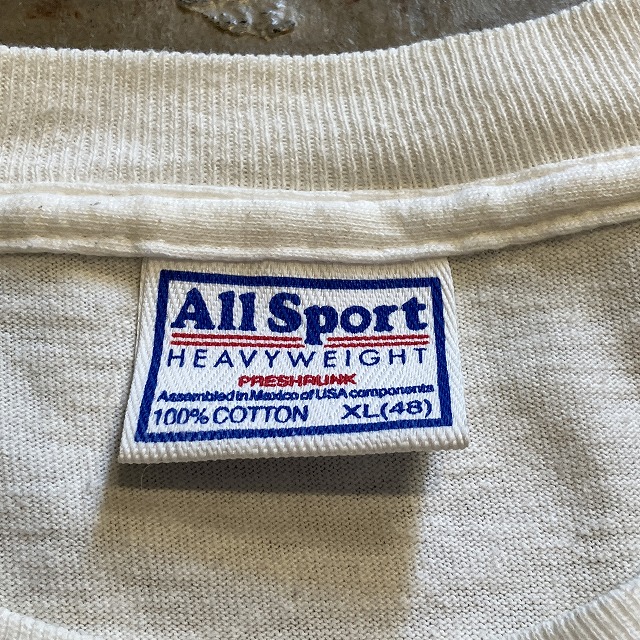 All Sport
HEAVYWEIGHT
PRESHRUNK
Assembled in Mexico of USA components
100% COTTON XL(48)